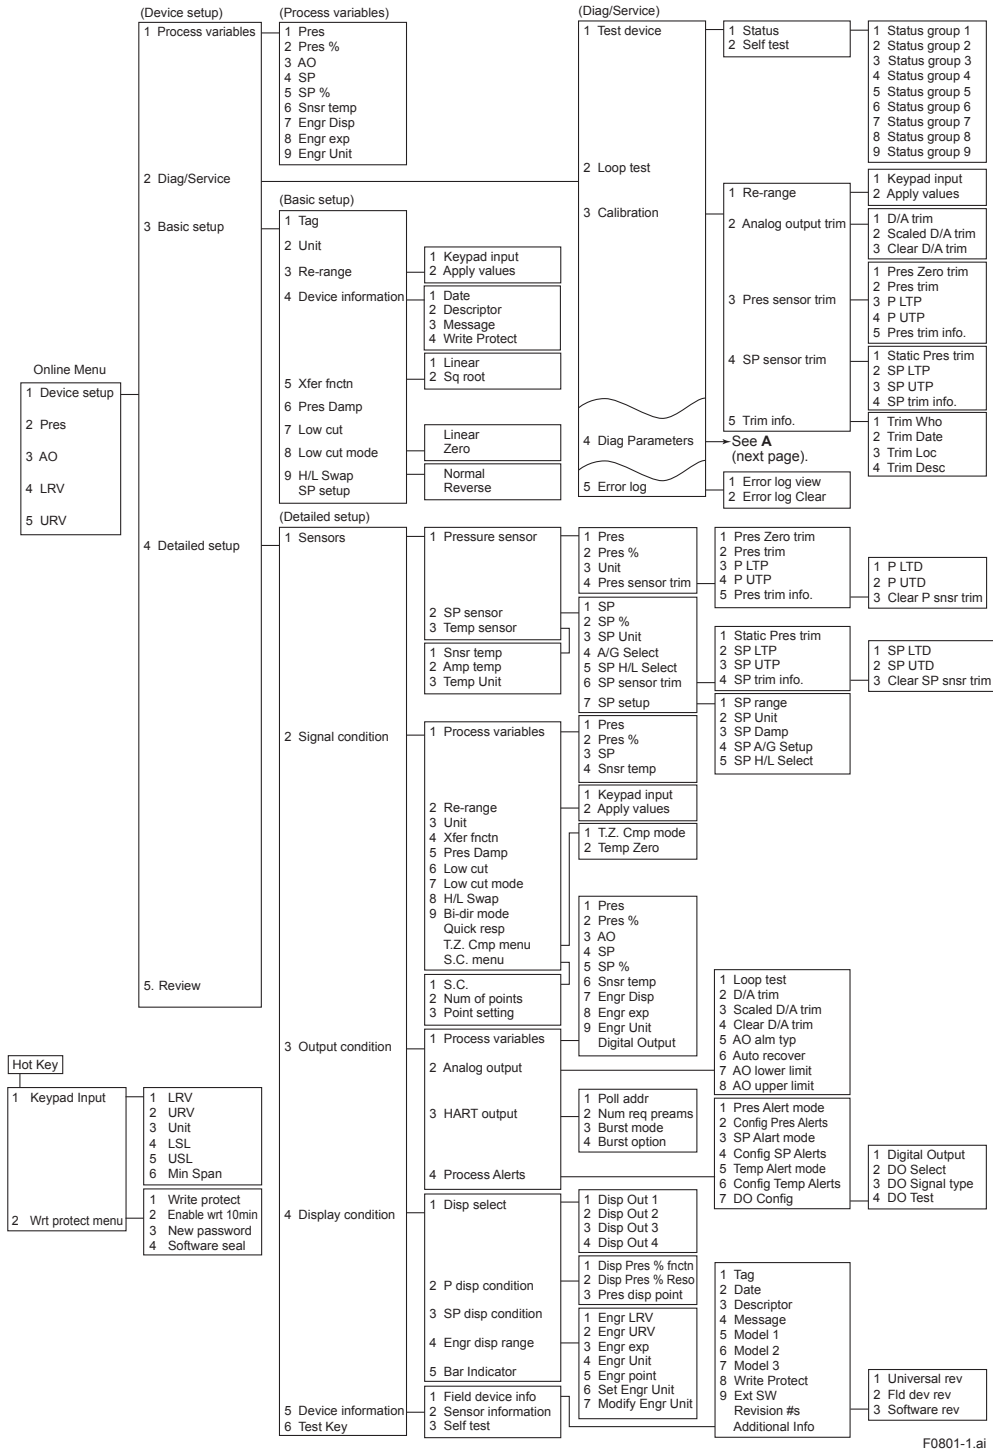 Online Menu
1 Device setup
2 Pres
3 AO
4 LRV
5 URV
Hot Key
1 Keypad Input
2 Wrt protect menu
1 LRV
2 URV
3 Unit
4 LSL
5 USL
6 Min Span
1 Write protect
2 Enable wrt 10min
3 New password
4 Software seal
(Device setup)
1 Process variables
2 Diag/Service
3 Basic setup
4 Detailed setup
5. Review
(Process variables)
1 Pres
2 Pres %
3 AO
4 SP
5 SP %
6 Snsr temp
7 Engr Disp
8 Engr exp
9 Engr Unit
(Basic setup)
1 Tag
2 Unit
3 Re-range
4 Device information
5 Xfer fnctn
6 Pres Damp
7 Low cut
8 Low cut mode
9 H/L Swap
SP setup
1 Keypad input
2 Apply values
1 Date
2 Descriptor
3 Message
4 Write Protect
1 Linear
2 Sq root
Linear
Zero
Normal
Reverse
(Diag/Service)
1 Test device
2 Loop test
3 Calibration
4 Diag Parameters
5 Error log
1 Status
2 Self test
1 Status group 1
2 Status group 2
3 Status group 3
4 Status group 4
5 Status group 5
6 Status group 6
7 Status group 7
8 Status group 8
9 Status group 9
1 Re-range
2 Analog output trim
3 Pres sensor trim
4 SP sensor trim
5 Trim info.
1 Keypad input
2 Apply values
1 D/A trim
2 Scaled D/A trim
3 Clear D/A trim
1 Pres Zero trim
2 Pres trim
3 P LTP
4 P UTP
5 Pres trim info.
1 Static Pres trim
2 SP LTP
3 SP UTP
4 SP trim info.
1 Trim Who
2 Trim Date
3 Trim Loc
4 Trim Desc
See A
(next page).
1 Error log view
2 Error log Clear
(Detailed setup)
1 Sensors
2 Signal condition
3 Output condition
4 Display condition
5 Device information
6 Test Key
1 Pressure sensor
2 SP sensor
3 Temp sensor
1 Snsr temp
2 Amp temp
3 Temp Unit
1 Pres
2 Pres %
3 Unit
4 Pres sensor trim
1 Pres Zero trim
2 Pres trim
3 P LTP
4 P UTP
5 Pres trim info.
1 P LTD
2 P UTD
3 Clear P snsr trim
1 SP
2 SP %
3 SP Unit
4 A/G Select
5 SP H/L Select
6 SP sensor trim
7 SP setup
1 Static Pres trim
2 SP LTP
3 SP UTP
4 SP trim info.
1 SP LTD
2 SP UTD
3 Clear SP snsr trim
1 SP range
2 SP Unit
3 SP Damp
4 SP A/G Setup
5 SP H/L Select
1 Process variables
2 Re-range
3 Unit
4 Xfer fnctn
5 Pres Damp
6 Low cut
7 Low cut mode
8 H/L Swap
9 Bi-dir mode
Quick resp
T.Z. Cmp menu
S.C. menu
1 Pres
2 Pres %
3 SP
4 Snsr temp
1 Keypad input
2 Apply values
1 T.Z. Cmp mode
2 Temp Zero
1 S.C.
2 Num of points
3 Point setting
1 Process variables
2 Analog output
3 HART output
4 Process Alerts
1 Pres
2 Pres %
3 AO
4 SP
5 SP %
6 Snsr temp
7 Engr Disp
8 Engr exp
9 Engr Unit
Digital Output
1 Loop test
2 D/A trim
3 Scaled D/A trim
4 Clear D/A trim
5 AO alm typ
6 Auto recover
7 AO lower limit
8 AO upper limit
1 Poll addr
2 Num req preams
3 Burst mode
4 Burst option
1 Pres Alert mode
2 Config Pres Alerts
3 SP Alart mode
4 Config SP Alerts
5 Temp Alert mode
6 Config Temp Alerts
7 DO Config
1 Digital Output
2 DO Select
3 DO Signal type
4 DO Test
1 Disp select
2 P disp condition
3 SP disp condition
4 Engr disp range
5 Bar Indicator
1 Disp Out 1
2 Disp Out 2
3 Disp Out 3
4 Disp Out 4
1 Disp Pres % fnctn
2 Disp Pres % Reso
3 Pres disp point
1 Engr LRV
2 Engr URV
3 Engr exp
4 Engr Unit
5 Engr point
6 Set Engr Unit
7 Modify Engr Unit
1 Field device info
2 Sensor information
3 Self test
1 Tag
2 Date
3 Descriptor
4 Message
5 Model 1
6 Model 2
7 Model 3
8 Write Protect
9 Ext SW
Revision #s
Additional Info
1 Universal rev
2 Fld dev rev
3 Software rev
F0801-1.ai